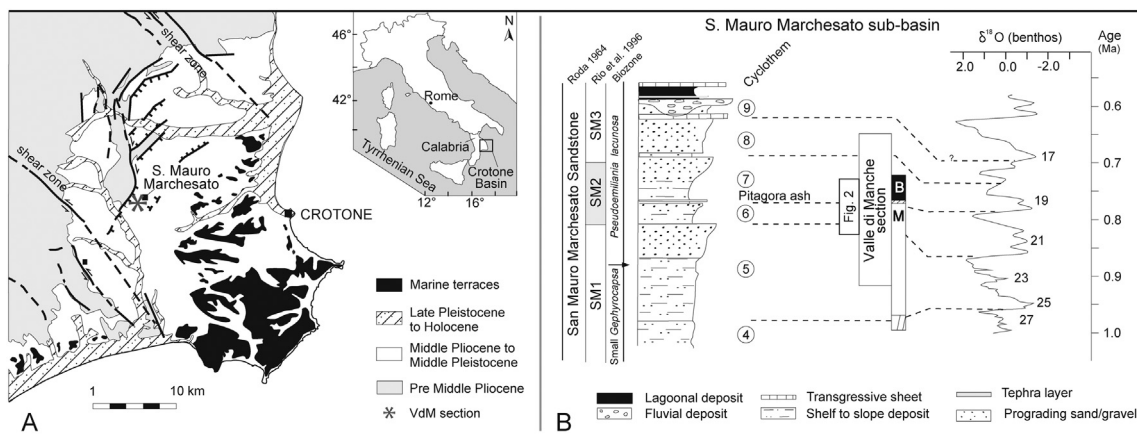 shear zone
shear zone
S. Mauro
Marchesato
CROTONE
N
46°
42°
Rome
Calabria
Crotone
Basin
Tyrrhenian Sea
Marine terraces
Late Pleistocene
to Holocene
Middle Pliocene to
Middle Pleistocene
Pre Middle Pliocene
VdM section
1 10 km
A
S. Mauro Marchesato sub-basin
Roda 1964
Rio et al. 1996
Biozone
Cyclothem
δ18O (benthos)
2.0 0.0 -2.0
Age
(Ma)
San Mauro Marchesato Sandstone
SM3
SM2
SM1
Pseudoemiliania lacunosa
Small Gephyrocapsa
9
8
7
Pitagora ash
6
5
4
Fig. 2
Valle di Manche
section
B
M
?
17
19
21
23
25
27
0.6
0.7
0.8
0.9
1.0
Lagoonal deposit
Fluvial deposit
Transgressive sheet
Shelf to slope deposit
Tephra layer
Prograding sand/gravel
B